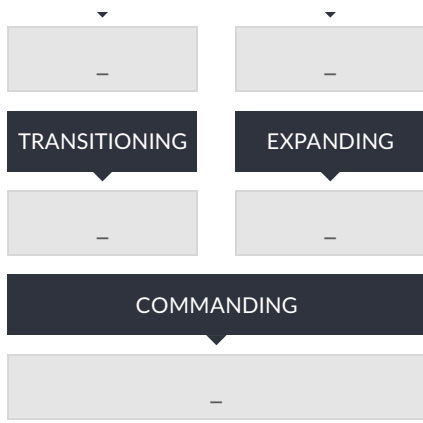 – –
TRANSITIONING EXPANDING
– –
COMMANDING
–